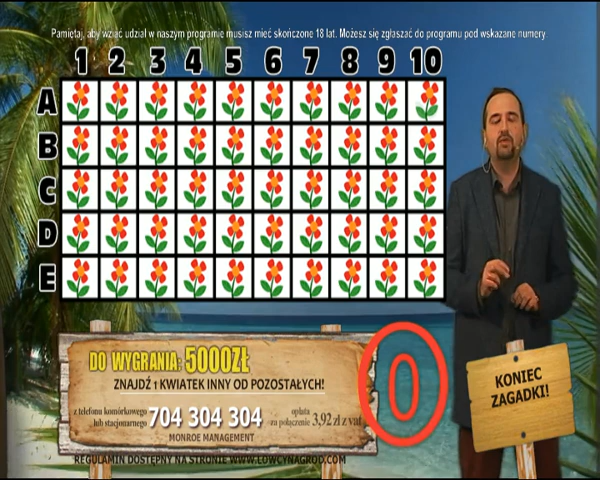 Pamiętaj, aby wziąć udział w naszym programie musisz mieć skończone 18 lat. Możesz się zgłaszać do programu pod wskazane numery
1 2 3 4 5 6 7 8 9 10
A
B
C
D
E
DO WYGRANIA: 5000ZŁ
ZNAJDŹ 1 KWIATEK INNY OD POZOSTAŁYCH!
z telefonu komórkowego
lub stacjonarnego
704 304 304
opłata
za połączenie 3,92 zł z vat
MONROE MANAGEMENT
0
KONIEC
ZAGADKI!
REGULAMIN DOSTĘPNY NA STRONIE WWW.LOWCYNAGROD.COM